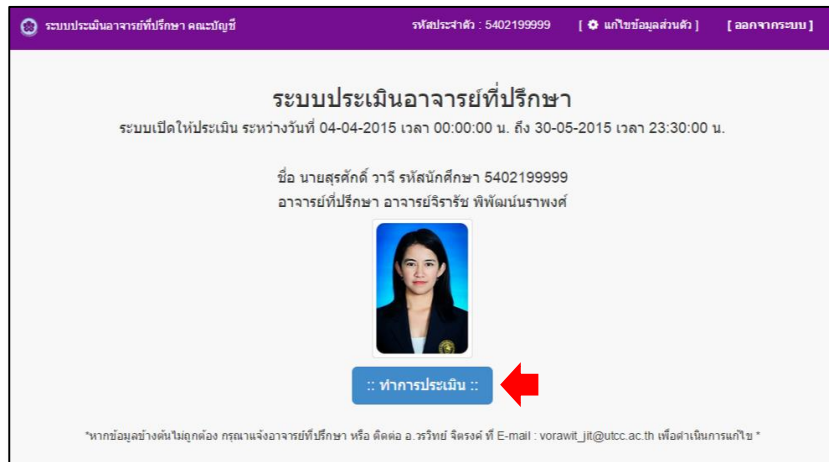 ระบบประเมินอาจารย์ที่ปรึกษา คณะบัญชี รหัสประจำตัว : 5402199999 [ แก้ไขข้อมูลส่วนตัว ] [ ออกจากระบบ ]
ระบบประเมินอาจารย์ที่ปรึกษา
ระบบเปิดให้ประเมิน ระหว่างวันที่ 04-04-2015 เวลา 00:00:00 น. ถึง 30-05-2015 เวลา 23:30:00 น.
ชื่อ นายสุรศักดิ์ วาจี รหัสนักศึกษา 5402199999
อาจารย์ที่ปรึกษา อาจารย์จิรารัช พิพัฒน์นราพงศ์
:: ทำการประเมิน ::
*หากข้อมูลข้างต้นไม่ถูกต้อง กรุณาแจ้งอาจารย์ที่ปรึกษา หรือ ติดต่อ อ.วรวิทย์ จิตรงค์ ที่ E-mail : vorawit_jit@utcc.ac.th เพื่อดำเนินการแก้ไข *